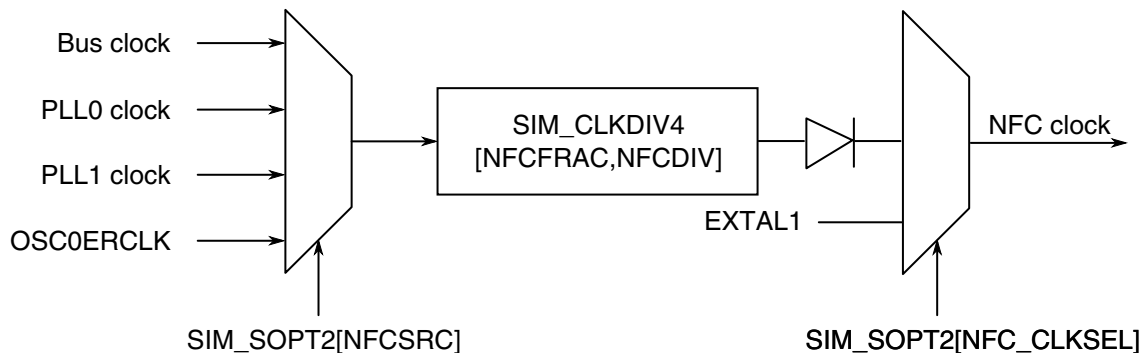 Bus clock
PLL0 clock
PLL1 clock
OSC0ERCLK
SIM_SOPT2[NFCSRC]
SIM_CLKDIV4
[NFCFRAC,NFCDIV]
EXTAL1
NFC clock
SIM_SOPT2[NFC_CLKSEL]